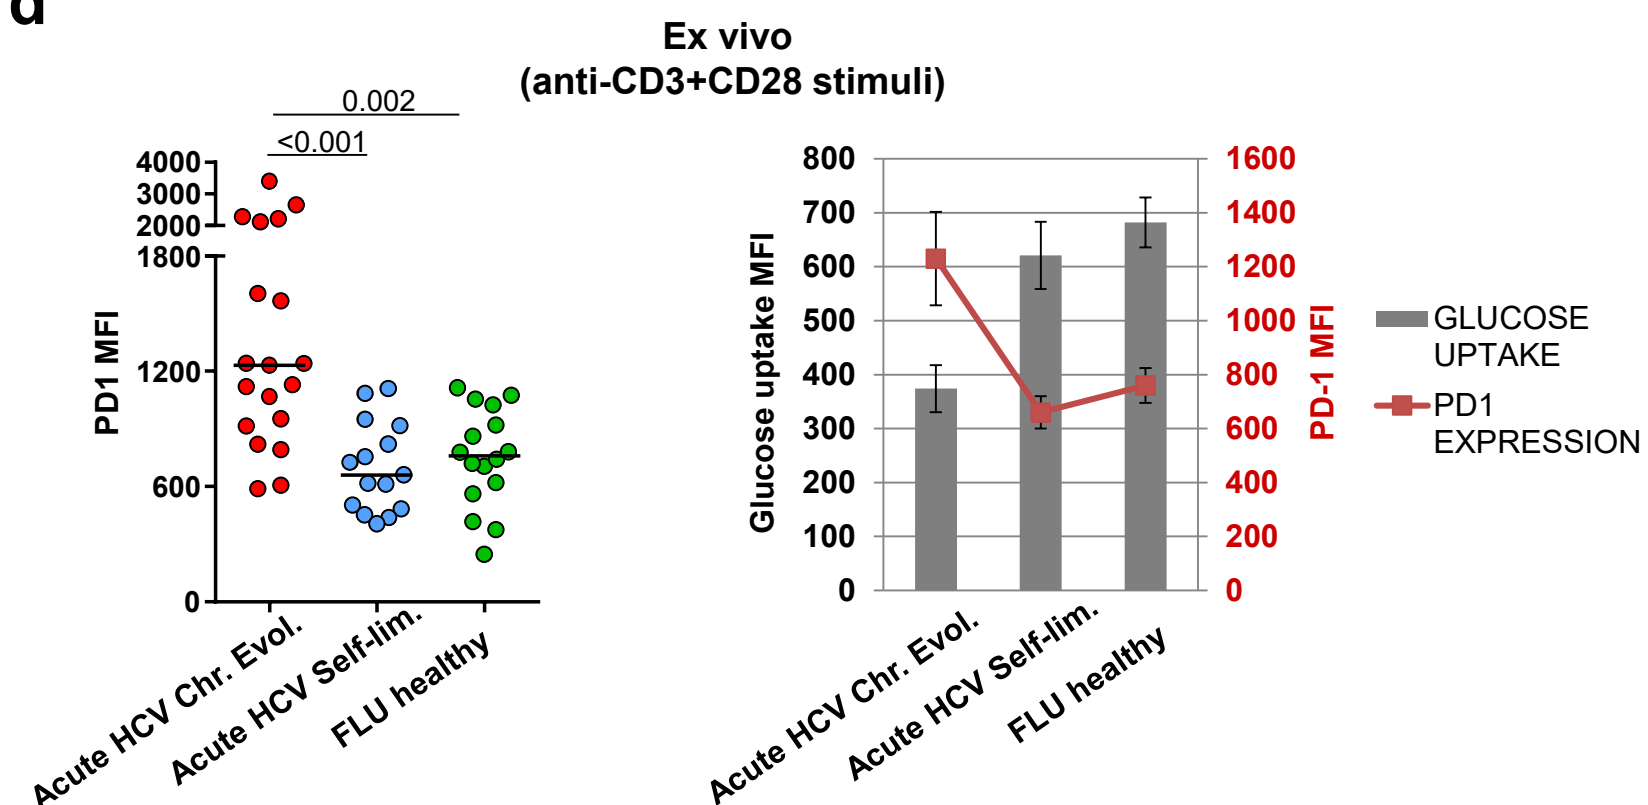 d
Ex vivo
(anti-CD3+CD28 stimuli)
0.002
<0.001
4000
3000
2000
1800
1200
600
0
PD1 MFI
Acute HCV Chr. Evol.
Acute HCV Self-lim.
FLU healthy
800
700
600
500
400
300
200
100
0
Glucose uptake MFI
1600
1400
1200
1000
800
600
400
200
0
PD-1 MFI
Acute HCV Chr. Evol.
Acute HCV Self-lim.
FLU healthy
GLUCOSE
UPTAKE
PD1
EXPRESSION